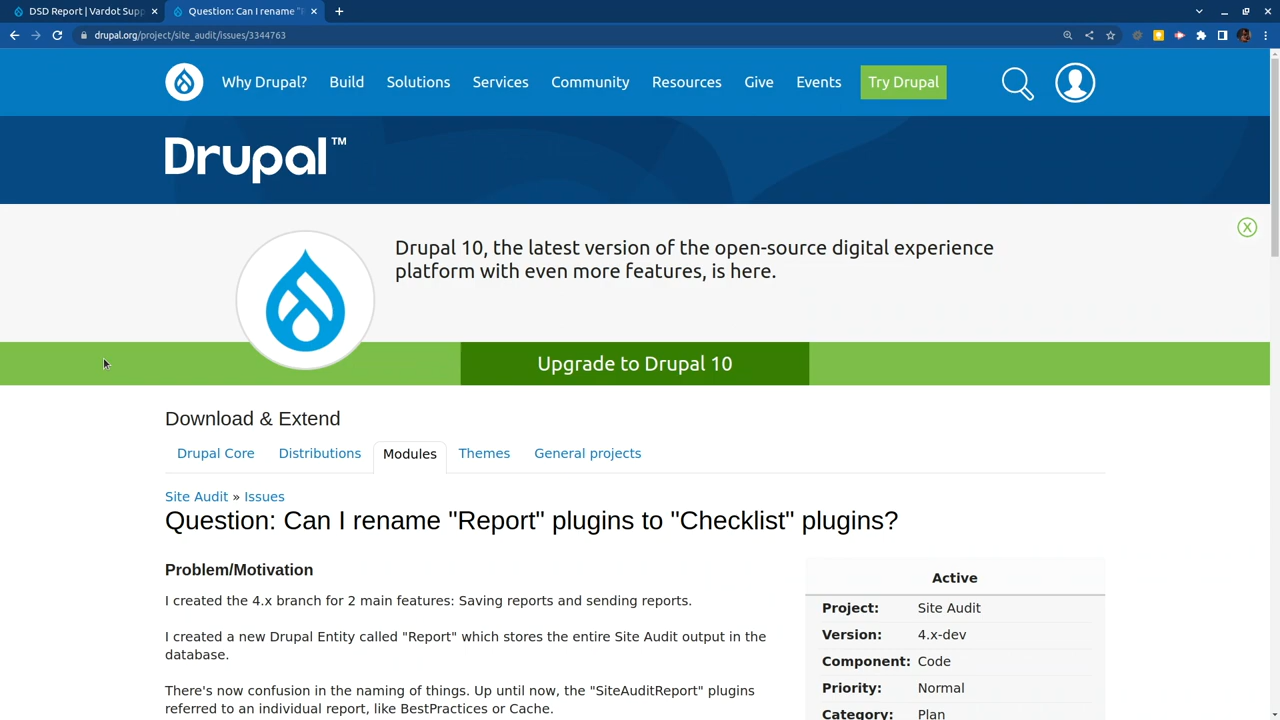 DSD Report | Vardot Supp
Question: Can I rename "
drupal.org/project/site_audit/issues/3344763
Why Drupal? Build Solutions Services Community Resources Give Events Try Drupal
Drupal™
Drupal 10, the latest version of the open-source digital experience
platform with even more features, is here.
X
Upgrade to Drupal 10
Download & Extend
Drupal Core Distributions Modules Themes General projects
Site Audit » Issues
Question: Can I rename "Report" plugins to "Checklist" plugins?
Problem/Motivation
I created the 4.x branch for 2 main features: Saving reports and sending reports.
I created a new Drupal Entity called "Report" which stores the entire Site Audit output in the
database.
There's now confusion in the naming of things. Up until now, the "SiteAuditReport" plugins
referred to an individual report, like BestPractices or Cache.
Active
Project: Site Audit
Version: 4.x-dev
Component: Code
Priority: Normal
Category: Plan